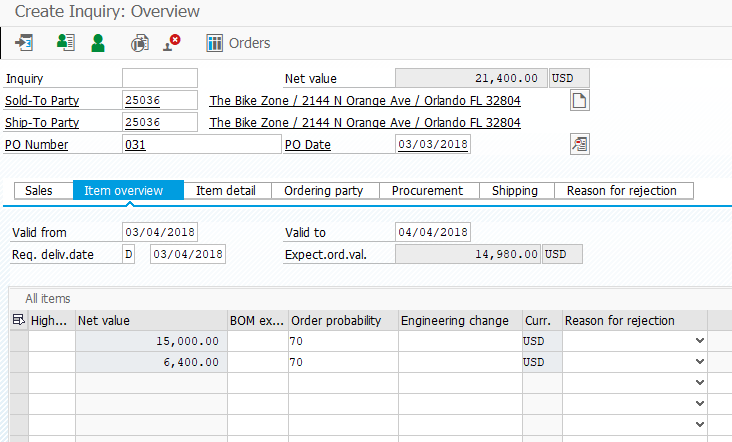 Create Inquiry: Overview
Orders
Inquiry Net value 21,400.00 USD
Sold-To Party 25036 The Bike Zone / 2144 N Orange Ave / Orlando FL 32804
Ship-To Party 25036 The Bike Zone / 2144 N Orange Ave / Orlando FL 32804
PO Number 031 PO Date 03/03/2018
Sales Item overview Item detail Ordering party Procurement Shipping Reason for rejection
Valid from 03/04/2018 Valid to 04/04/2018
Req. deliv.date D 03/04/2018 Expect.ord.val. 14,980.00 USD
All items
High... Net value BOM ex... Order probability Engineering change Curr. Reason for rejection
15,000.00 70 USD
6,400.00 70 USD